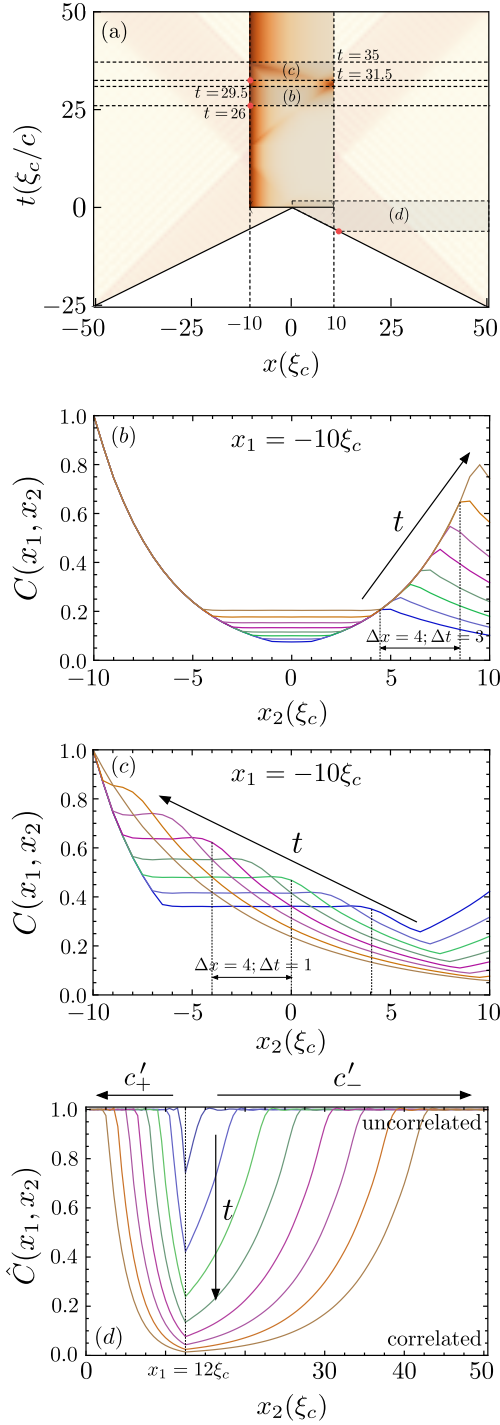 (a)
t = 35
(c)
t = 31.5
t = 29.5
(b)
t = 26
(d)
t(ξc/c)
50
25
0
−25
−50 −25 −10 0 10 25 50
x(ξc)
(b) x1 = −10ξc
C(x1, x2)
1.0
0.8
0.6
0.4
0.2
0.0
t
Δx = 4; Δt = 3
−10 −5 0 5 10
x2(ξc)
(c) x1 = −10ξc
C(x1, x2)
1.0
0.8
0.6
0.4
0.2
0.0
t
Δx = 4; Δt = 1
−10 −5 0 5 10
x2(ξc)
c′+ c′−
Ĉ(x1, x2)
1.0
0.8
0.6
0.4
0.2
0.0
uncorrelated
t
(d) correlated
0 x1 = 12ξc 30 40 50
x2(ξc)